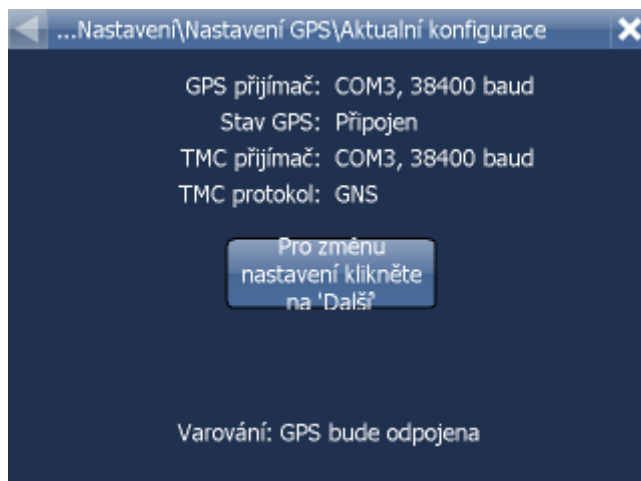 ...Nastavení\Nastavení GPS\Aktualní konfigurace
GPS přijímač: COM3, 38400 baud
Stav GPS: Připojen
TMC přijímač: COM3, 38400 baud
TMC protokol: GNS
Pro změnu
nastavení klikněte
na 'Další'
Varování: GPS bude odpojena